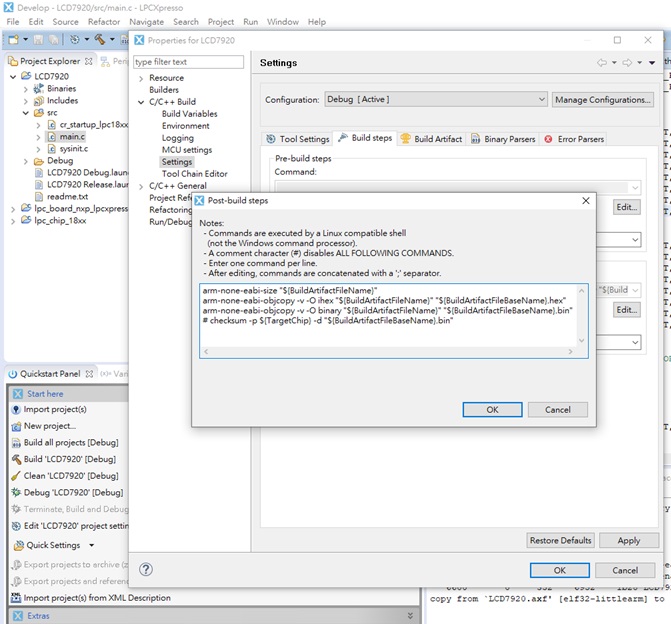 Develop - LCD7920/src/main.c - LPCXpresso
File Edit Source Refactor Navigate Search Project Run Window Help
Project Explorer
LCD7920
Binaries
Includes
src
cr_startup_lpc18xx
main.c
sysinit.c
Debug
LCD7920 Debug.laun
LCD7920 Release.laun
readme.txt
lpc_board_nxp_lpcxpress
lpc_chip_18xx
Quickstart Panel
Start here
Import project(s)
New project...
Build all projects [Debug]
Build 'LCD7920' [Debug]
Clean 'LCD7920' [Debug]
Debug 'LCD7920' [Debug]
Terminate, Build and Debug
Edit 'LCD7920' project settin
Quick Settings
Export projects to archive (z
Export projects and referenc
Import project(s) from XML Description
Extras
Properties for LCD7920
type filter text
Resource
Builders
C/C++ Build
Build Variables
Environment
Logging
MCU settings
Settings
Tool Chain Editor
C/C++ General
Project Refe
Refactoring
Run/Debug
Settings
Configuration: Debug [ Active ] Manage Configurations...
Tool Settings Build steps Build Artifact Binary Parsers Error Parsers
Pre-build steps
Command:
Edit...
"${Build
Edit...
Restore Defaults Apply
OK Cancel
Post-build steps
Notes:
- Commands are executed by a Linux compatible shell
(not the Windows command processor).
- A comment character (#) disables ALL FOLLOWING COMMANDS.
- Enter one command per line.
- After editing, commands are concatenated with a ';' separator.
arm-none-eabi-size "${BuildArtifactFileName}"
arm-none-eabi-objcopy -v -O ihex "${BuildArtifactFileName}" "${BuildArtifactFileBaseName}.hex"
arm-none-eabi-objcopy -v -O binary "${BuildArtifactFileName}" "${BuildArtifactFileBaseName}.bin"
# checksum -p ${TargetChip} -d "${BuildArtifactFileBaseName}.bin"
OK Cancel
copy from 'LCD7920.axf' [elf32-littlearm] to